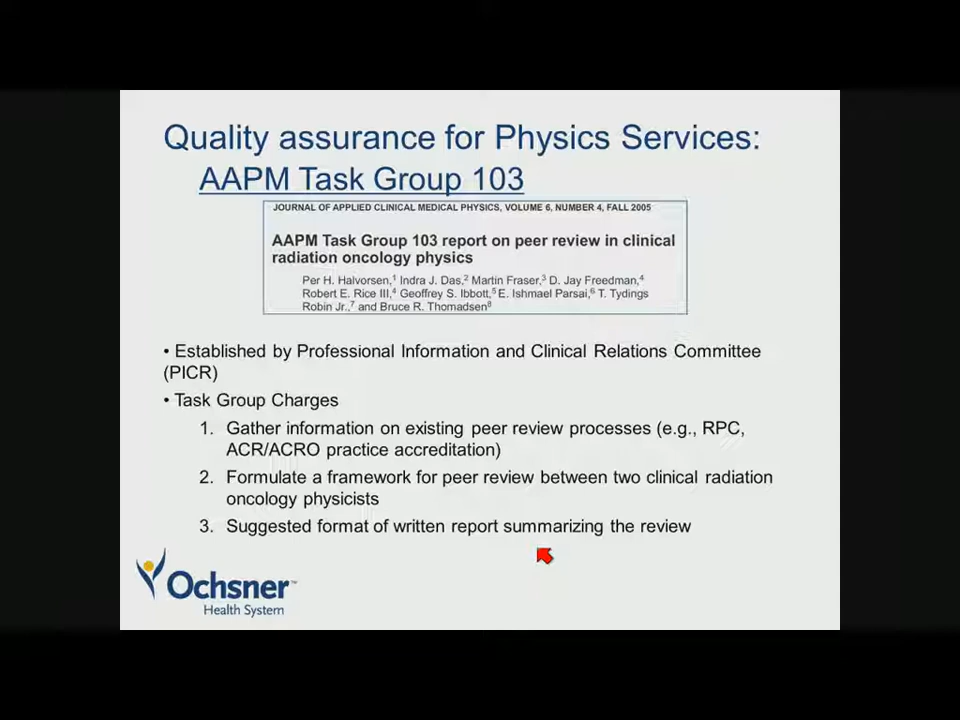 Quality assurance for Physics Services:
AAPM Task Group 103
JOURNAL OF APPLIED CLINICAL MEDICAL PHYSICS, VOLUME 6, NUMBER 4, FALL 2005
AAPM Task Group 103 report on peer review in clinical
radiation oncology physics
Per H. Halvorsen,¹ Indra J. Das,² Martin Fraser,³ D. Jay Freedman,⁴
Robert E. Rice III,⁴ Geoffrey S. Ibbott,⁵ E. Ishmael Parsai,⁶ T. Tydings
Robin Jr.,⁷ and Bruce R. Thomadsen⁸
• Established by Professional Information and Clinical Relations Committee
(PICR)
• Task Group Charges
1. Gather information on existing peer review processes (e.g., RPC,
ACR/ACRO practice accreditation)
2. Formulate a framework for peer review between two clinical radiation
oncology physicists
3. Suggested format of written report summarizing the review
Ochsner™
Health System